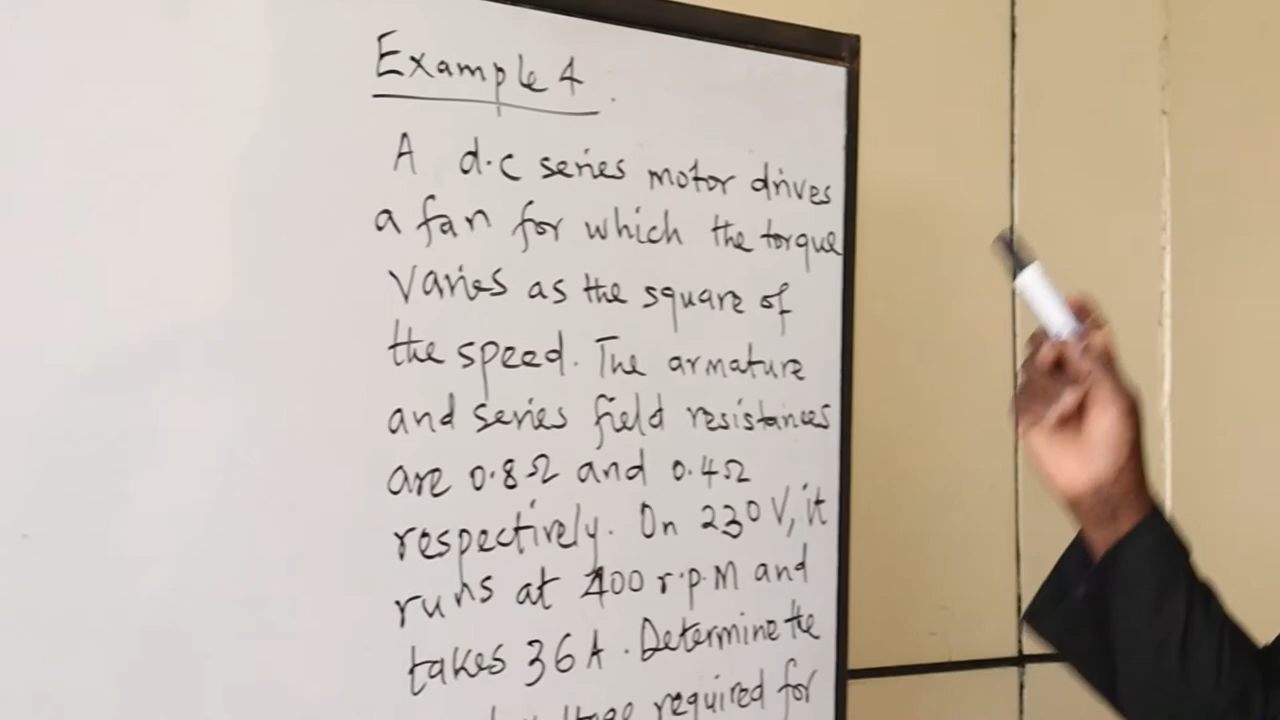 Example 4
A d.c series motor drives
a fan for which the torque
varies as the square of
the speed. The armature
and series field resistances
are 0.8Ω and 0.4Ω
respectively. On 230V, it
runs at 400 r.p.m and
takes 36A. Determine the
required for